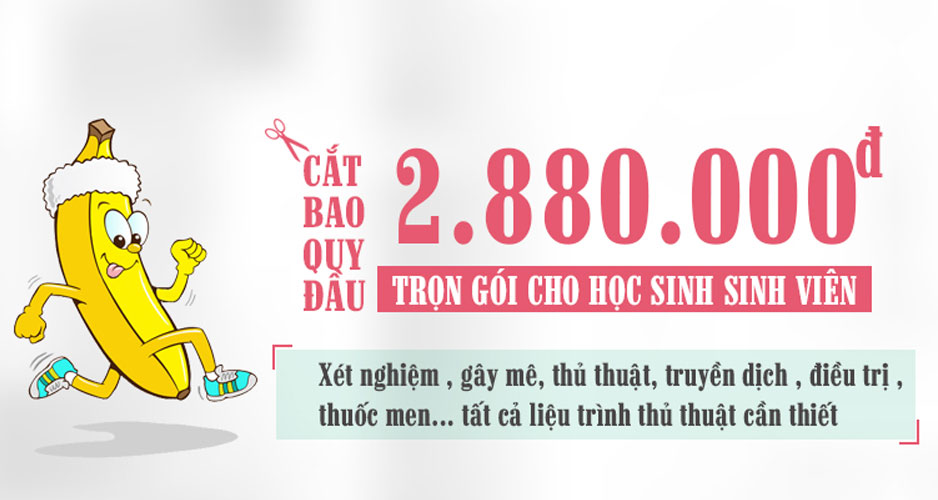 CẮT
BAO
QUY
ĐẦU
2.880.000đ
TRỌN GÓI CHO HỌC SINH SINH VIÊN
Xét nghiệm , gây mê, thủ thuật, truyền dịch , điều trị ,
thuốc men... tất cả liệu trình thủ thuật cần thiết